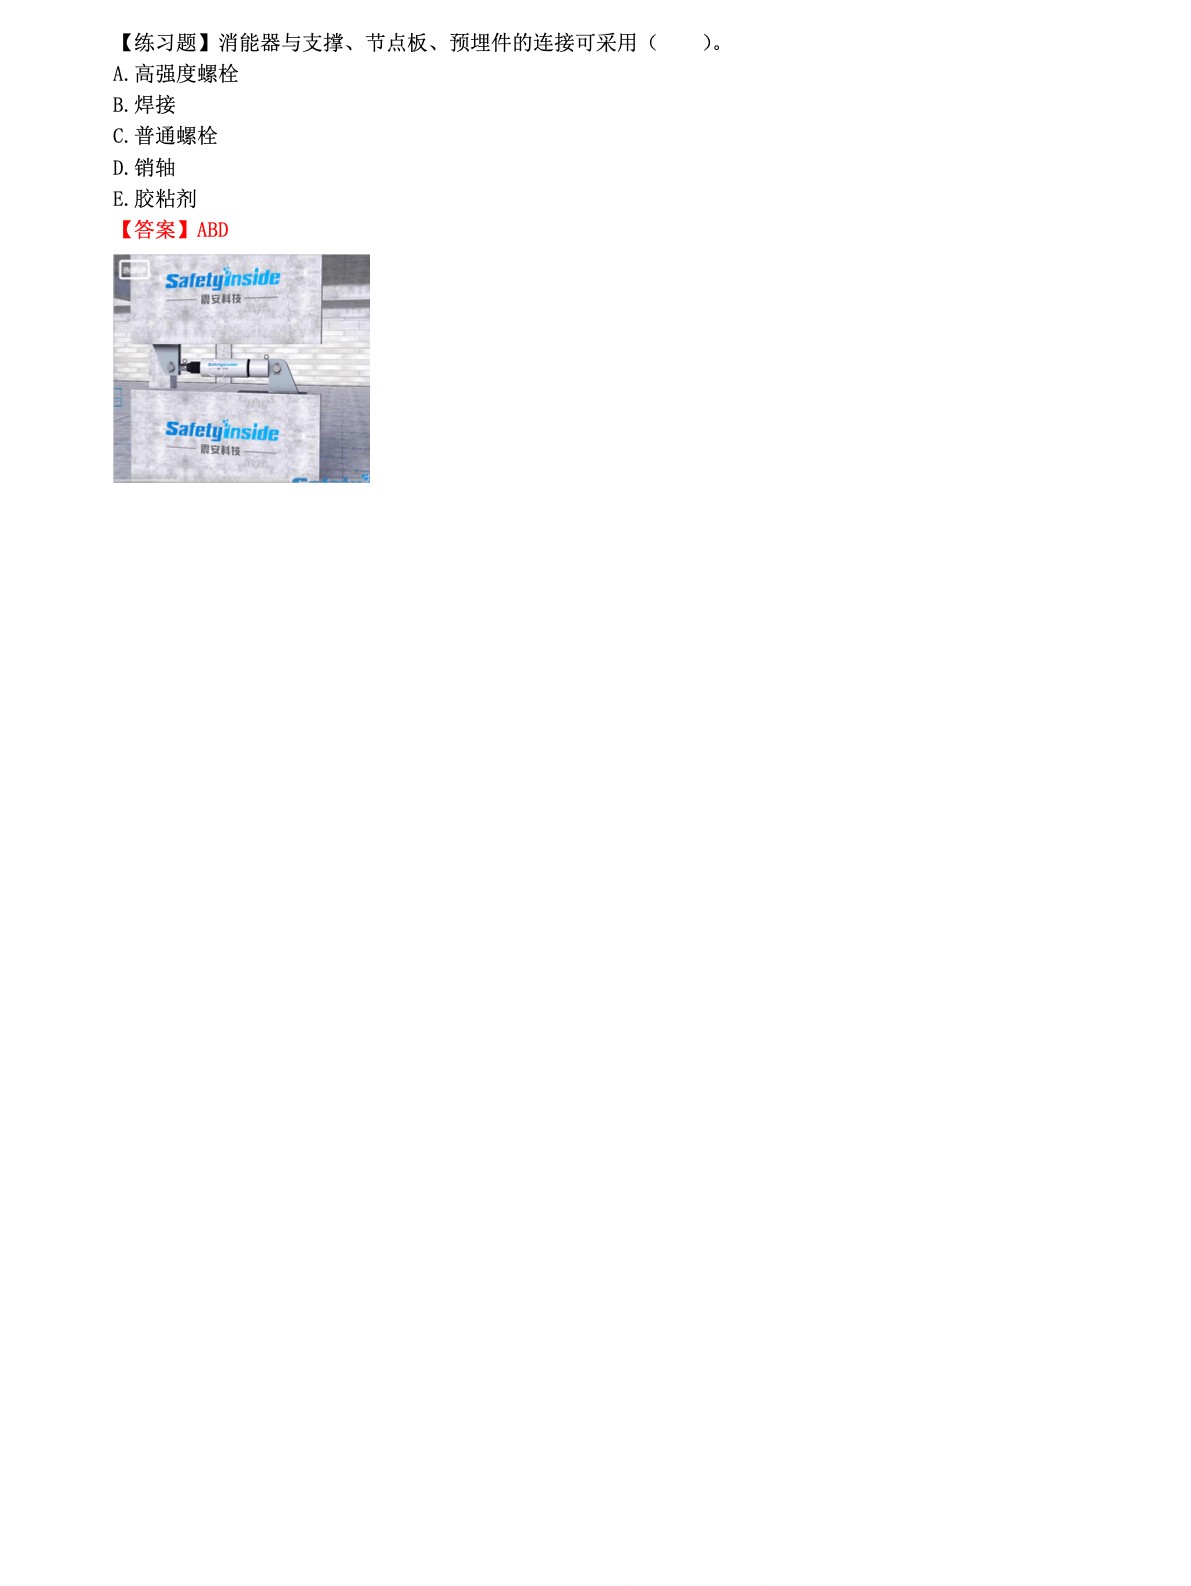 【练习题】消能器与支撑、节点板、预埋件的连接可采用（　　）。
A.高强度螺栓
B.焊接
C.普通螺栓
D.销轴
E.胶粘剂
【答案】ABD
Safetyinside
震安科技
Safetyinside
Safetyinside
震安科技